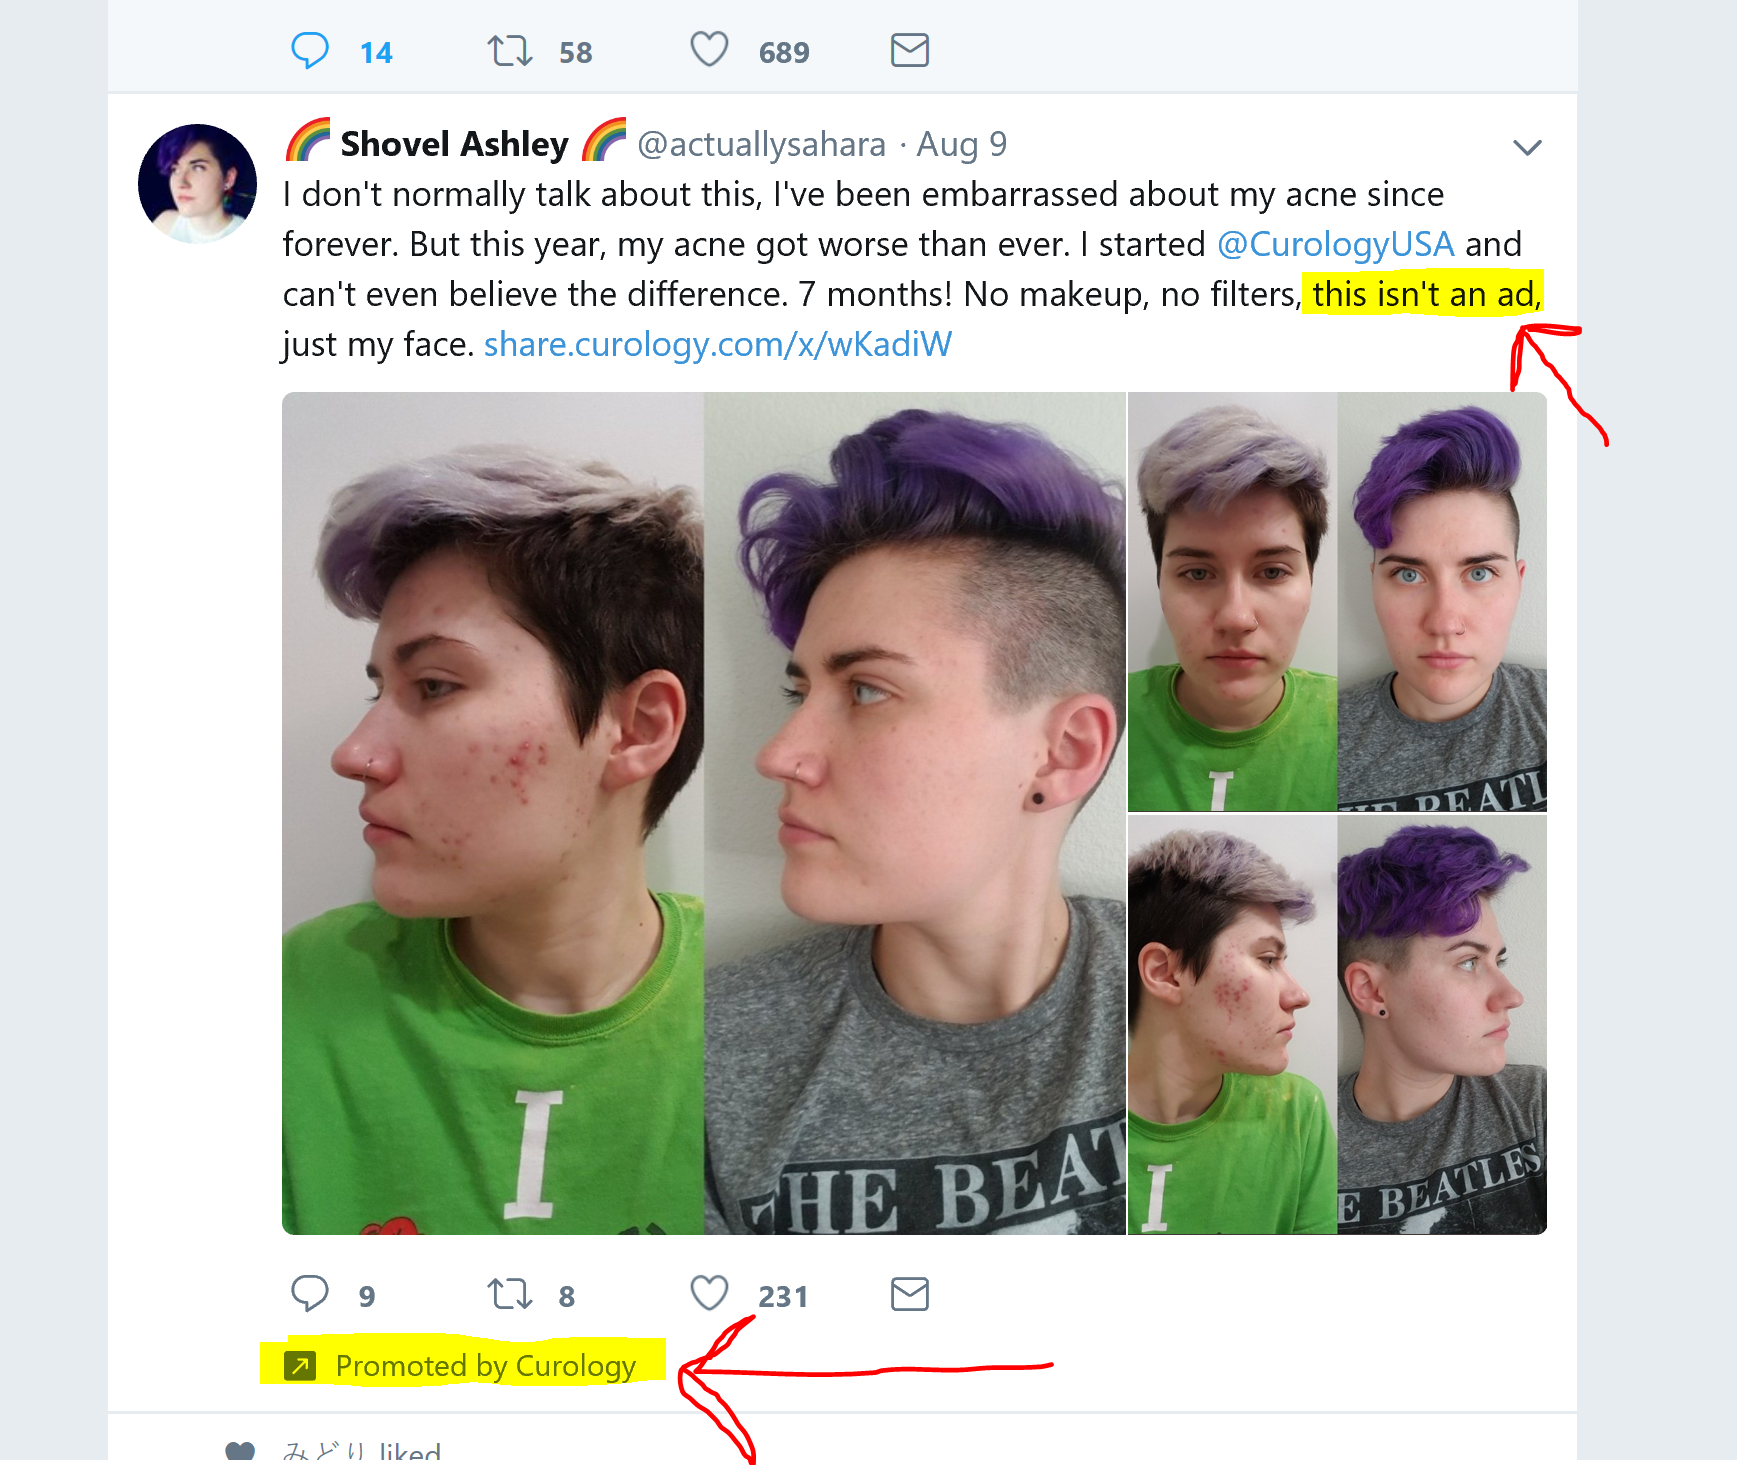 14 58 689
🌈 Shovel Ashley 🌈 @actuallysahara · Aug 9
I don't normally talk about this, I've been embarrassed about my acne since
forever. But this year, my acne got worse than ever. I started @CurologyUSA and
can't even believe the difference. 7 months! No makeup, no filters, this isn't an ad,
just my face. share.curology.com/x/wKadiW
I
THE BEAT
I
THE BEATL
I
E BEATLES
9 8 231
Promoted by Curology
みどり liked